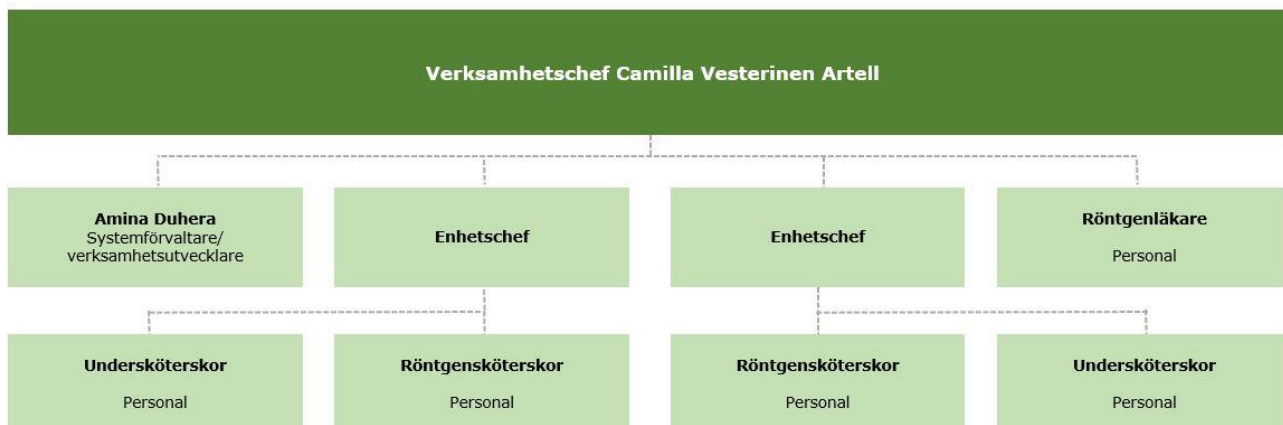 Verksamhetschef Camilla Vesterinen Artell
Amina Duhera
Systemförvaltare/
verksamhetsutvecklare
Enhetschef
Enhetschef
Röntgenläkare
Personal
Undersköterskor
Personal
Röntgensköterskor
Personal
Röntgensköterskor
Personal
Undersköterskor
Personal